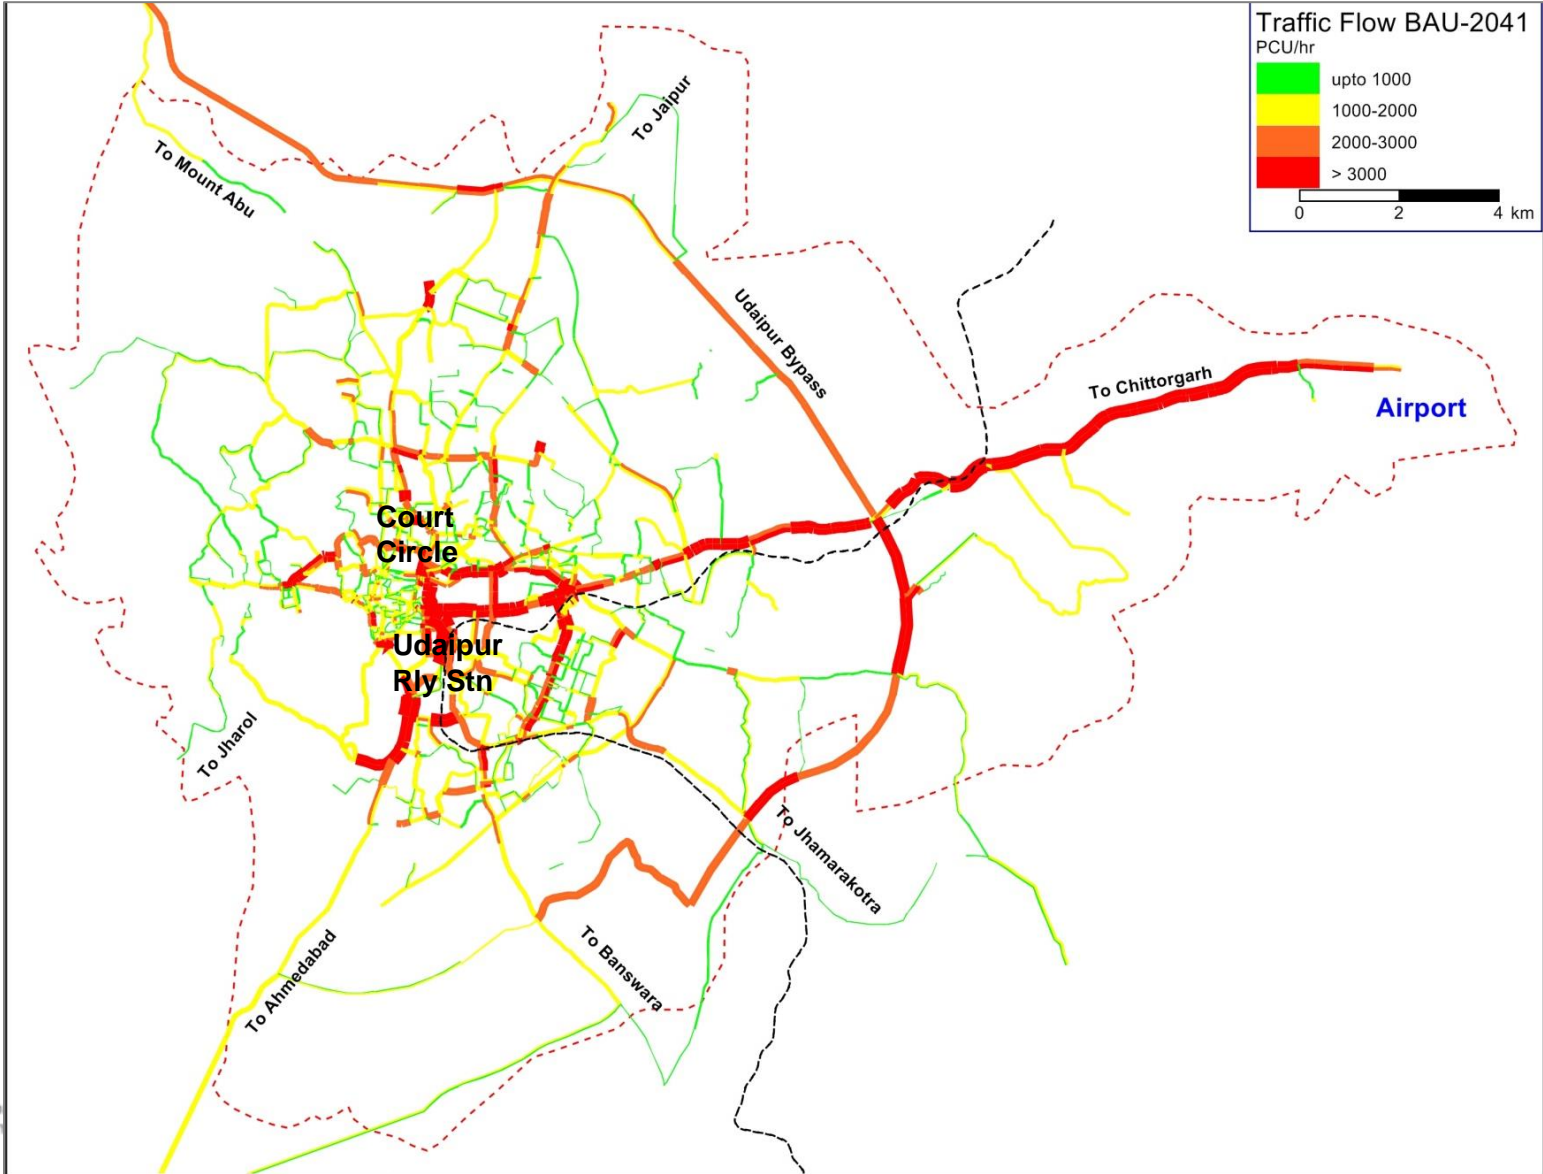 Traffic Flow BAU-2041
PCU/hr
upto 1000
1000-2000
2000-3000
> 3000
0 2 4 km
To Jaipur
To Mount Abu
Udaipur Bypass
To Chittorgarh
Airport
Court
Circle
Udaipur
Rly Stn
To Jharol
To Jhamarakotra
To Banswara
To Ahmedabad